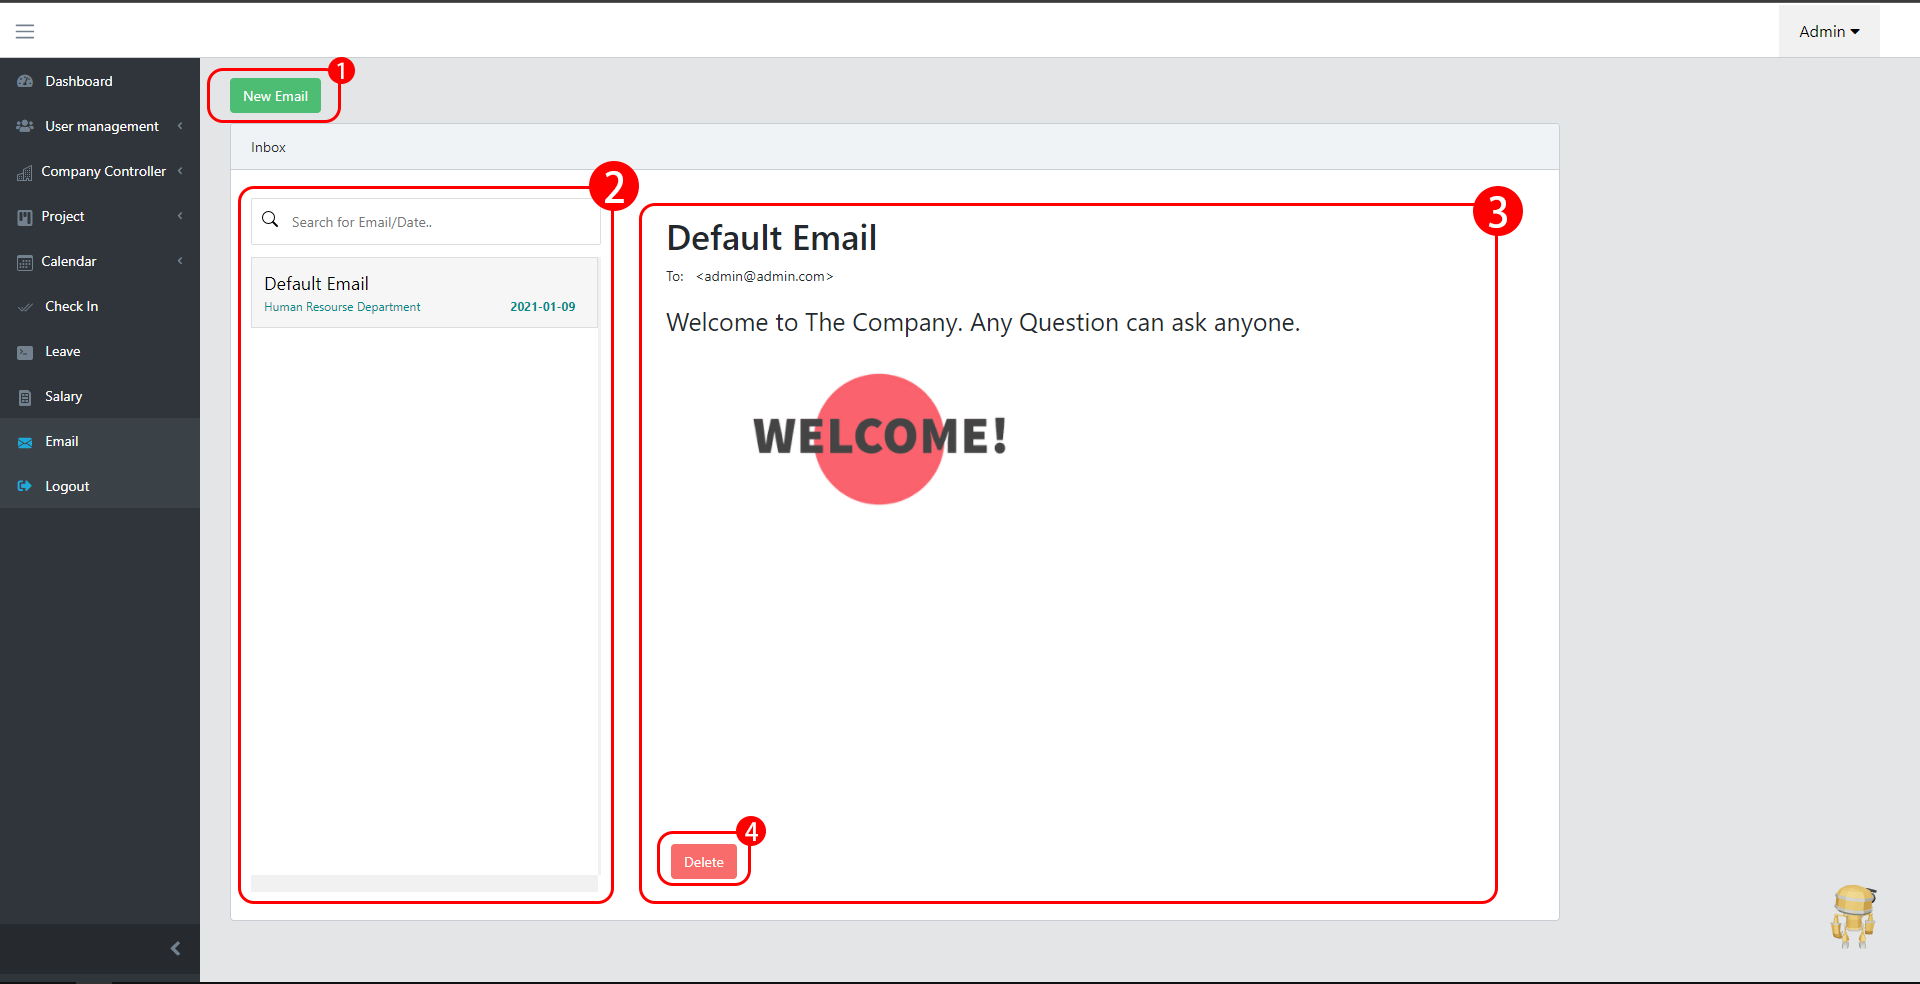 Admin
Dashboard
User management
Company Controller
Project
Calendar
Check In
Leave
Salary
Email
Logout
1
New Email
Inbox
2
Search for Email/Date..
Default Email
Human Resourse Department 2021-01-09
3
Default Email
To: <admin@admin.com>
Welcome to The Company. Any Question can ask anyone.
WELCOME!
4
Delete